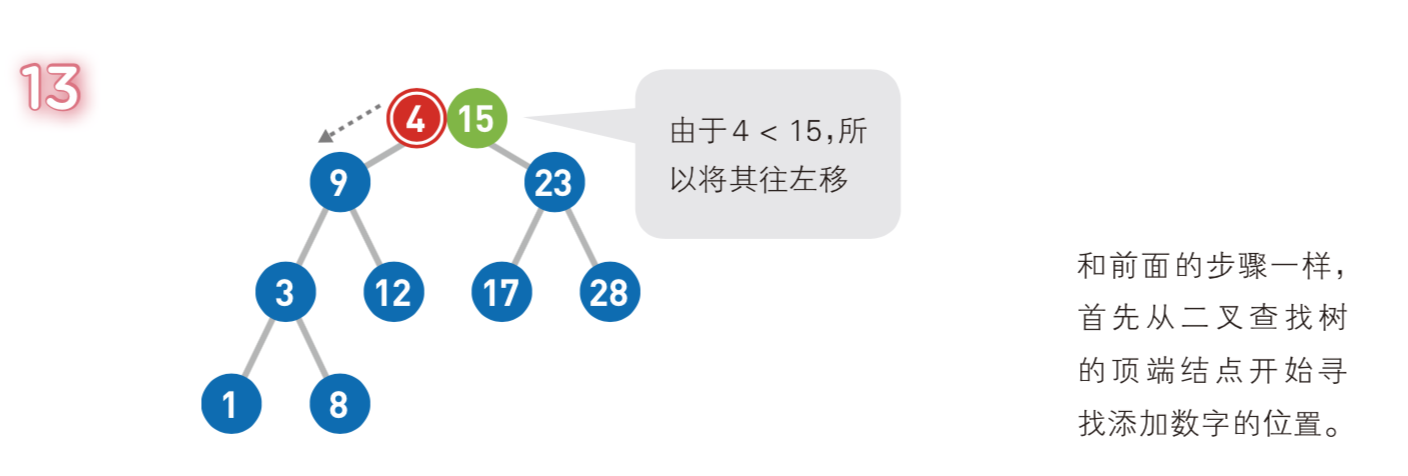 13
4 15
由于4 < 15,所
以将其往左移
9 23
3 12 17 28
1 8
和前面的步骤一样，
首先从二叉查找树
的顶端结点开始寻
找添加数字的位置。